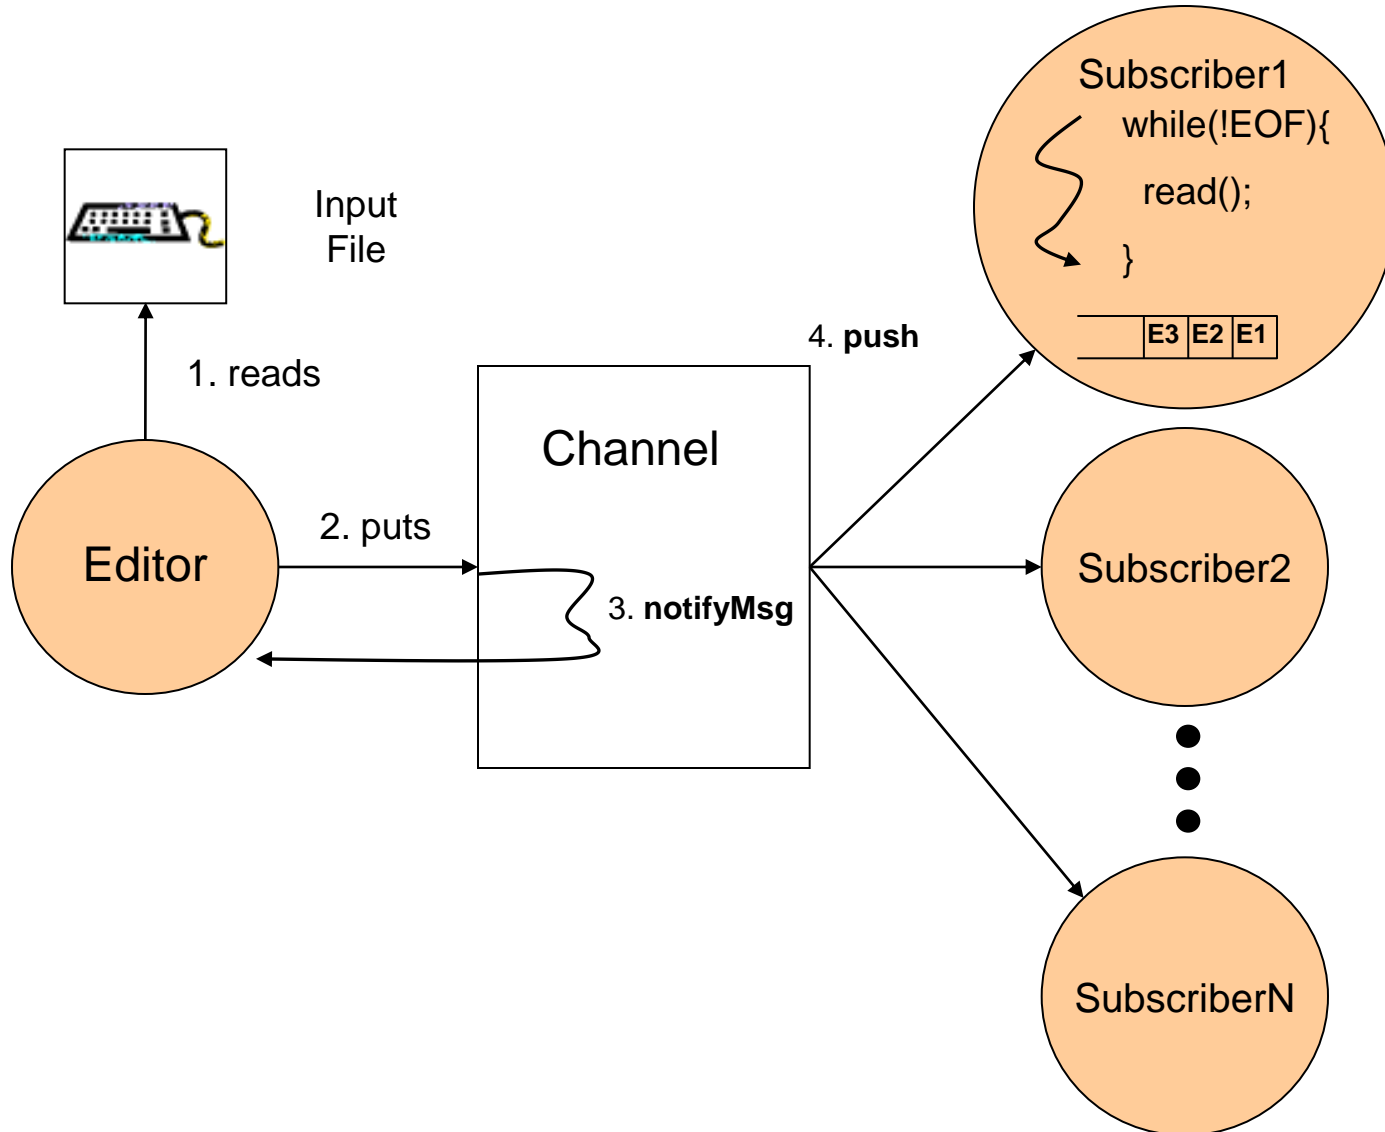 Subscriber1
while(!EOF){
read();
}
E3 E2 E1
Input
File
1. reads
4. push
Channel
2. puts
Editor
3. notifyMsg
Subscriber2
SubscriberN